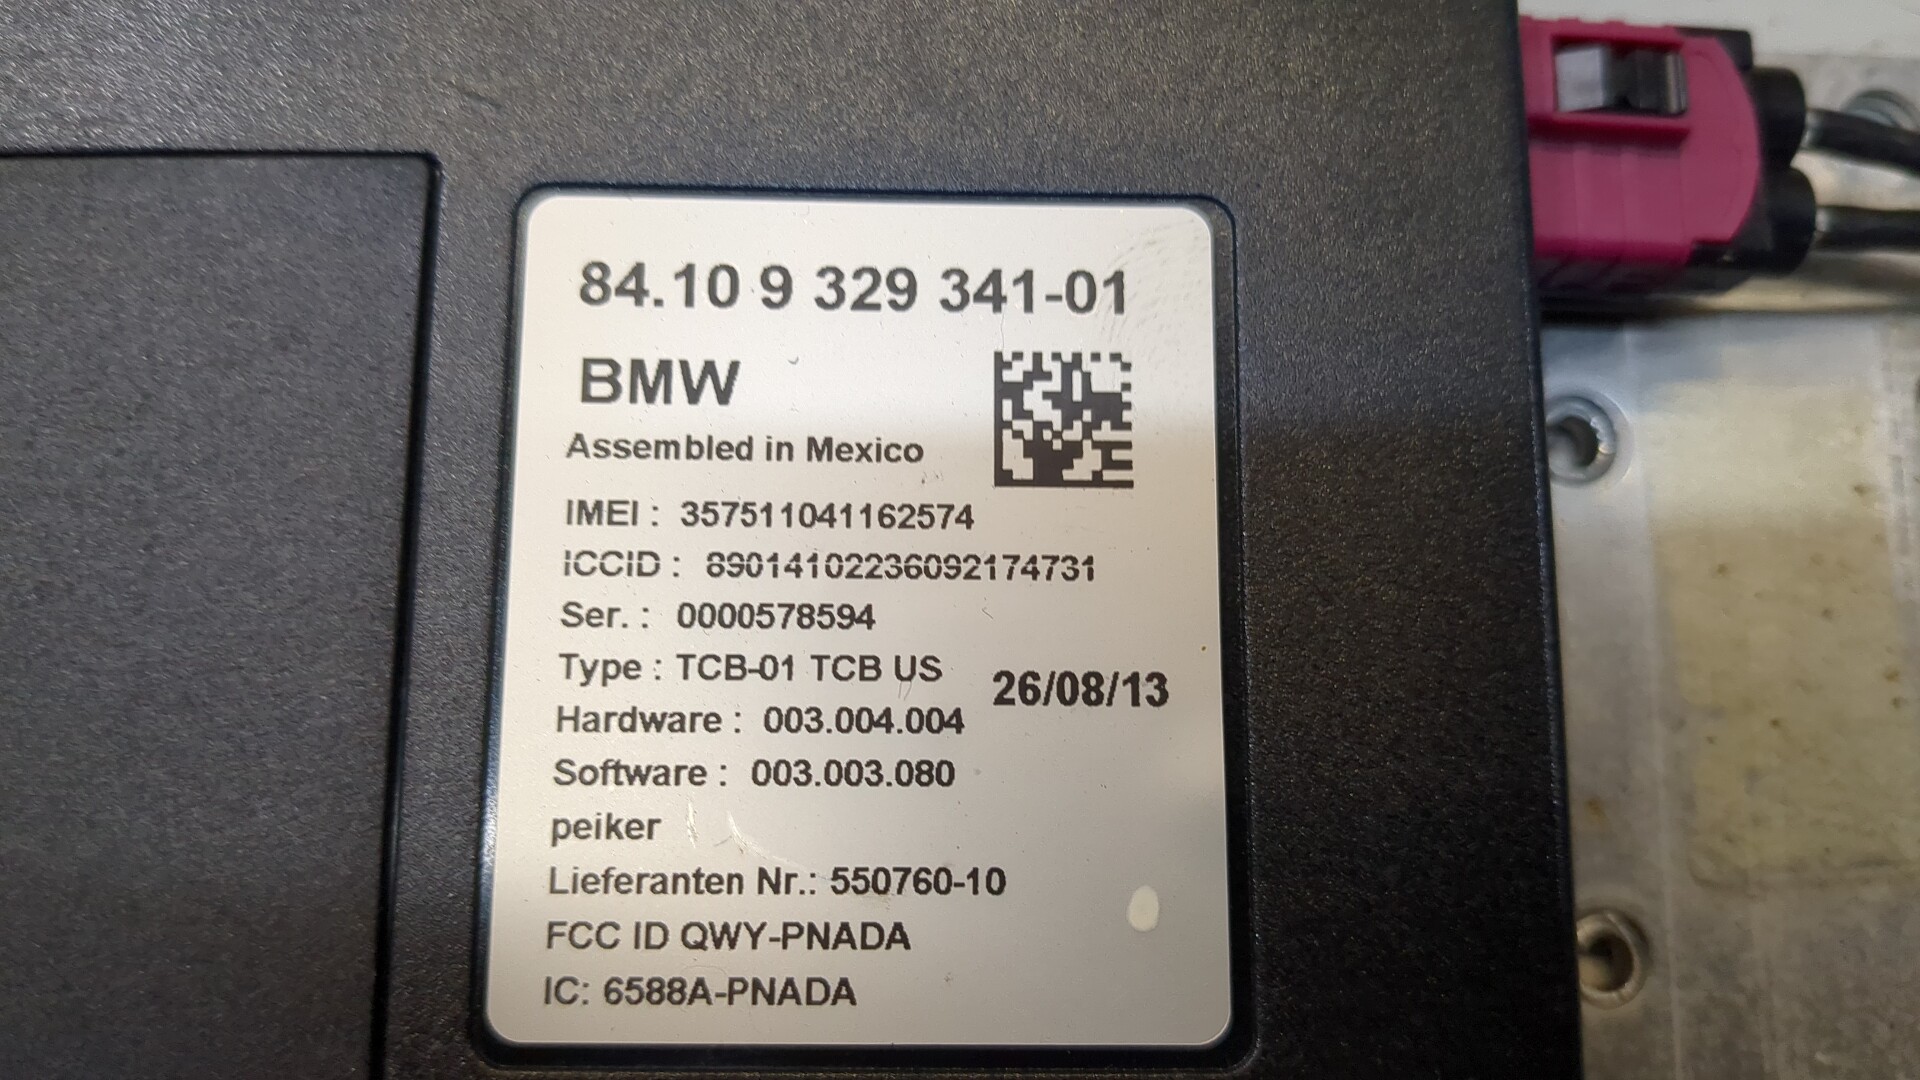 84.10 9 329 341-01
BMW
Assembled in Mexico
IMEI : 357511041162574
ICCID : 89014102236092174731
Ser. : 0000578594
Type : TCB-01 TCB US
26/08/13
Hardware : 003.004.004
Software : 003.003.080
peiker
Lieferanten Nr.: 550760-10
FCC ID QWY-PNADA
IC: 6588A-PNADA